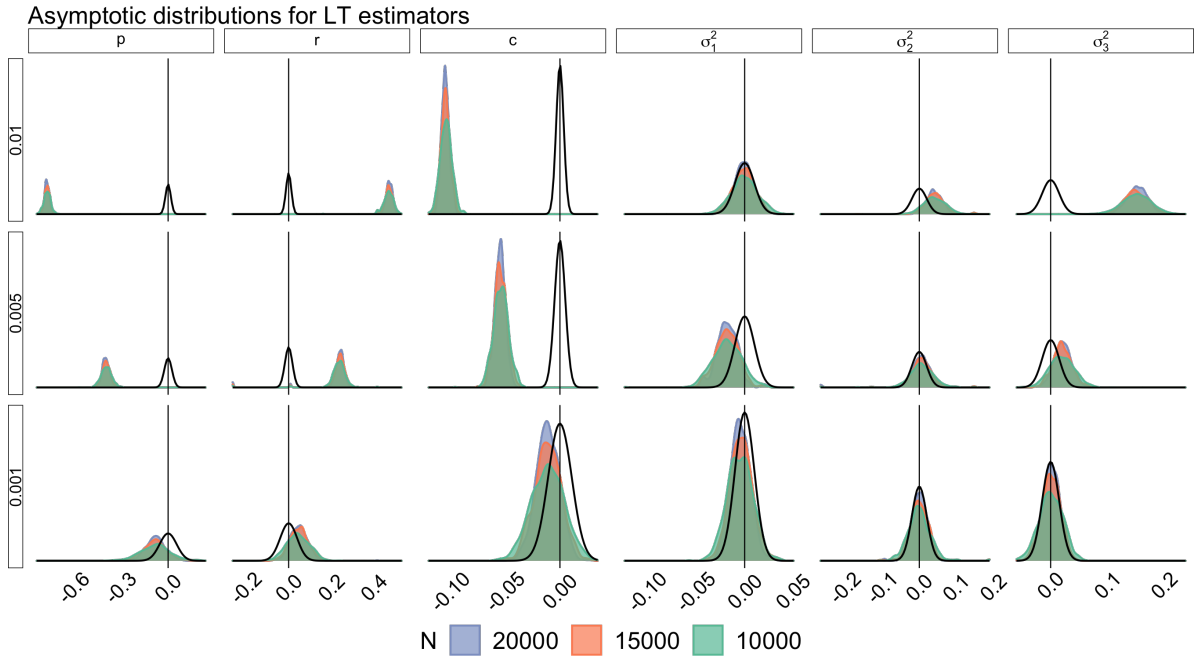 Asymptotic distributions for LT estimators
p r c σ₁² σ₂² σ₃²
0.01
0.005
0.001
-0.6 -0.3 0.0 -0.2 0.0 0.2 0.4 -0.10 -0.05 0.00 -0.10 -0.05 0.00 0.05 -0.2 -0.1 0.0 0.1 0.2 0.0 0.1 0.2
N 20000 15000 10000